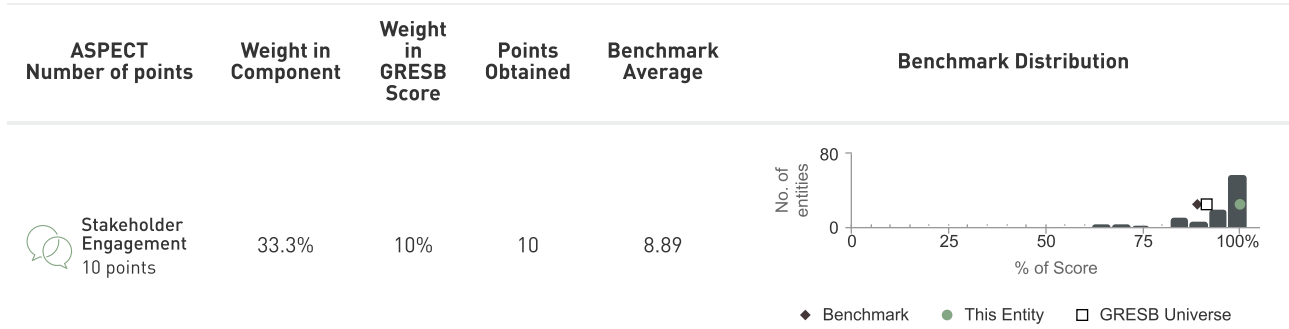 ASPECT
Number of points
Weight in
Component
Weight
in
GRESB
Score
Points
Obtained
Benchmark
Average
Benchmark Distribution
Stakeholder
Engagement
10 points
33.3%
10%
10
8.89
No. of
entities
80
0
0
25
50
75
100%
% of Score
Benchmark
This Entity
GRESB Universe